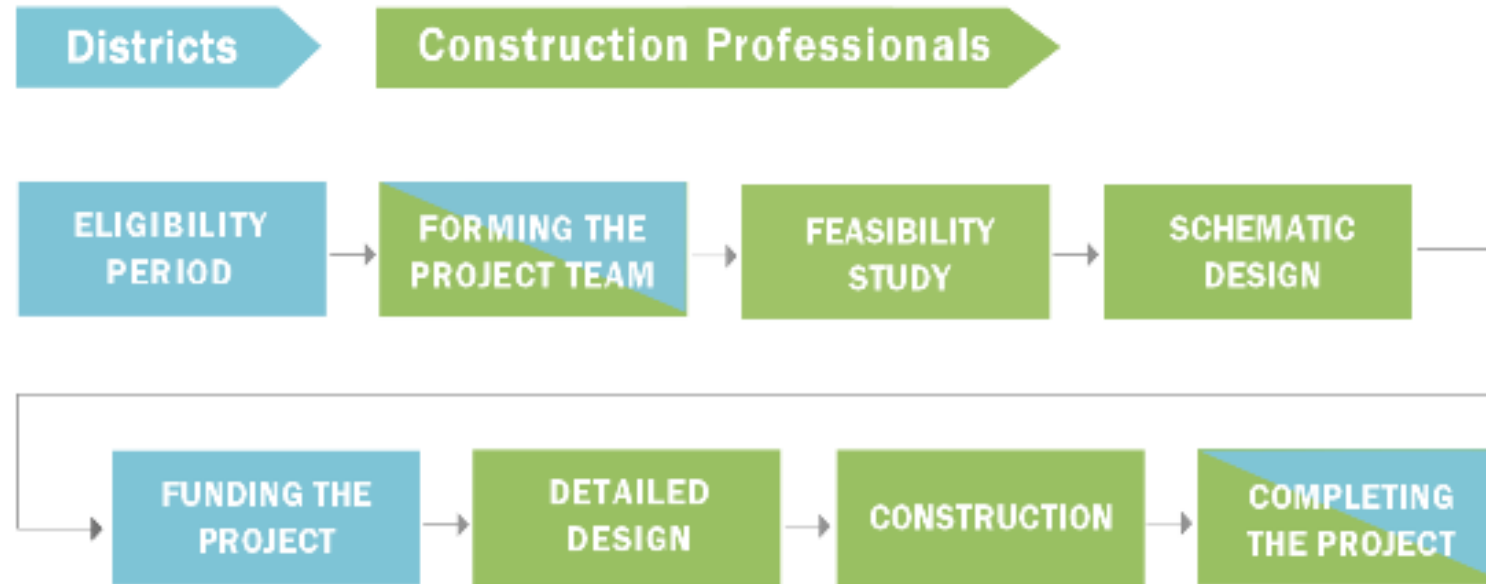 Districts
Construction Professionals
ELIGIBILITY
PERIOD
FORMING THE
PROJECT TEAM
FEASIBILITY
STUDY
SCHEMATIC
DESIGN
FUNDING THE
PROJECT
DETAILED
DESIGN
CONSTRUCTION
COMPLETING
THE PROJECT